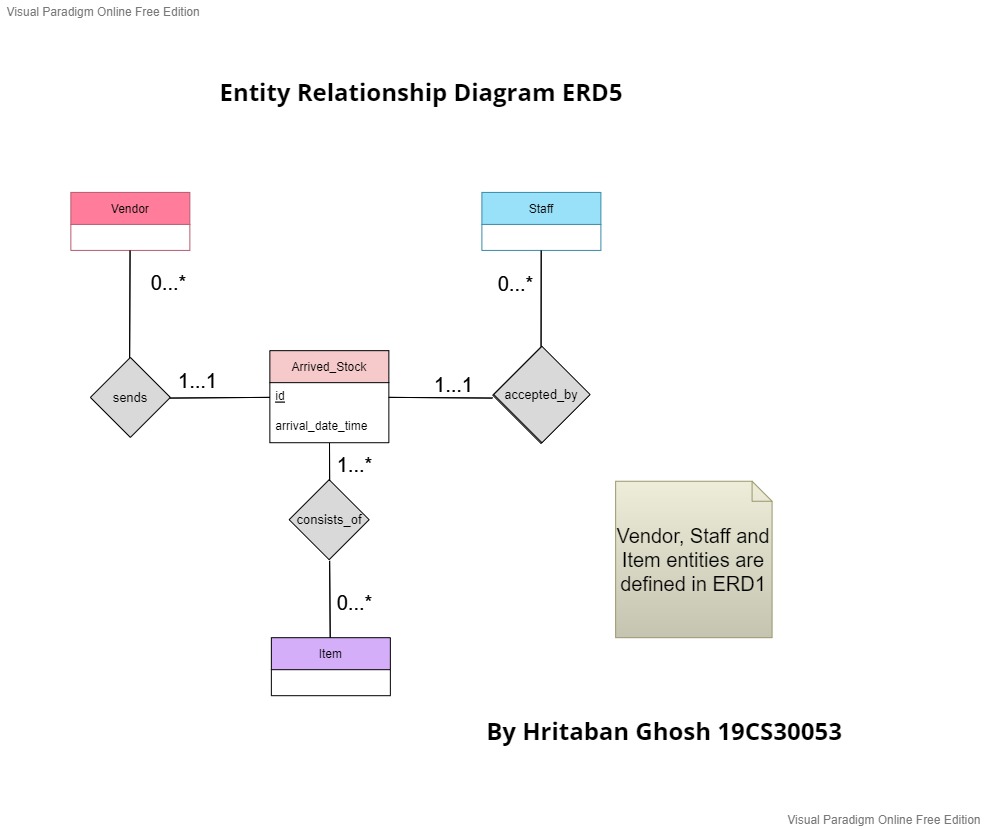 Visual Paradigm Online Free Edition
Entity Relationship Diagram ERD5
Vendor
Staff
0...*
0...*
sends
1...1
Arrived_Stock
id
arrival_date_time
1...1
accepted_by
1...*
consists_of
0...*
Item
Vendor, Staff and
Item entities are
defined in ERD1
By Hritaban Ghosh 19CS30053
Visual Paradigm Online Free Edition